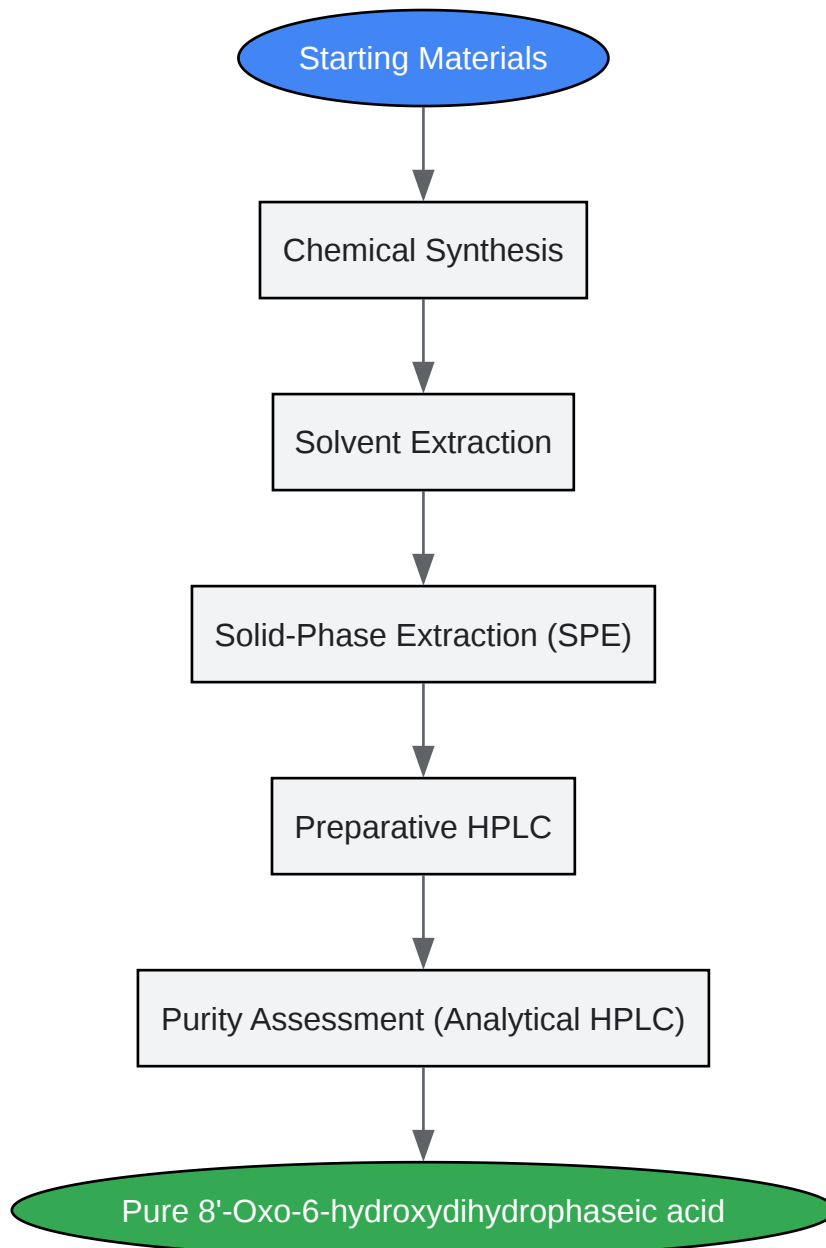 Starting Materials
Chemical Synthesis
Solvent Extraction
Solid-Phase Extraction (SPE)
Preparative HPLC
Purity Assessment (Analytical HPLC)
Pure 8'-Oxo-6-hydroxydihydrophaseic acid